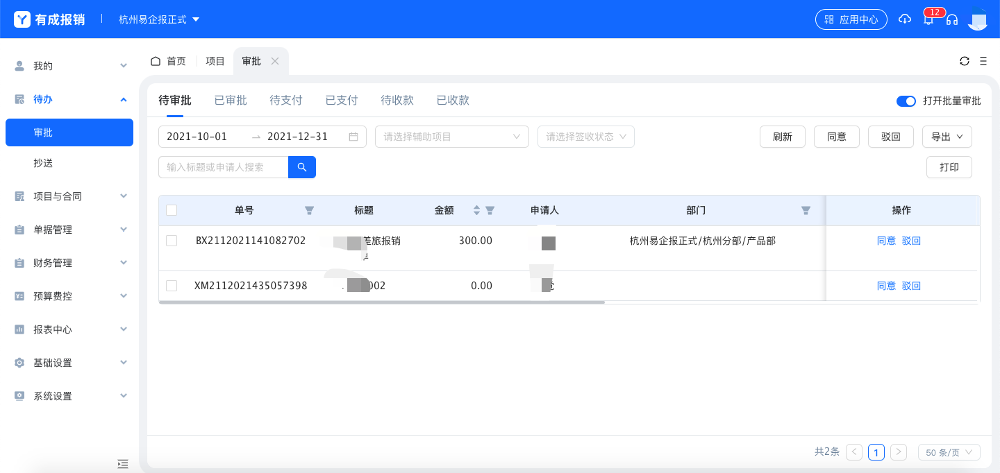 有成报销 杭州易企报正式 应用中心 12
我的
待办
审批
抄送
项目与合同
单据管理
财务管理
预算费控
报表中心
基础设置
系统设置
首页 项目 审批
待审批 已审批 待支付 已支付 待收款 已收款 打开批量审批
2021-10-01 → 2021-12-31 请选择辅助项目 请选择签收状态 刷新 同意 驳回 导出
输入标题或申请人搜索 打印
单号 标题 金额 申请人 部门 操作
BX2112021141082702 差旅报销 300.00 杭州易企报正式/杭州分部/产品部 同意 驳回
XM2112021435057398 002 0.00 同意 驳回
共2条 1 50 条/页